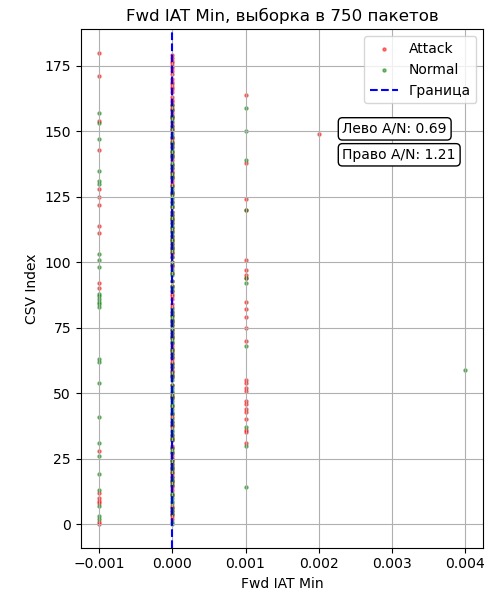 Fwd IAT Min, выборка в 750 пакетов
Attack
Normal
Граница
Лево A/N: 0.69
Право A/N: 1.21
CSV Index
175
150
125
100
75
50
25
0
−0.001 0.000 0.001 0.002 0.003 0.004
Fwd IAT Min